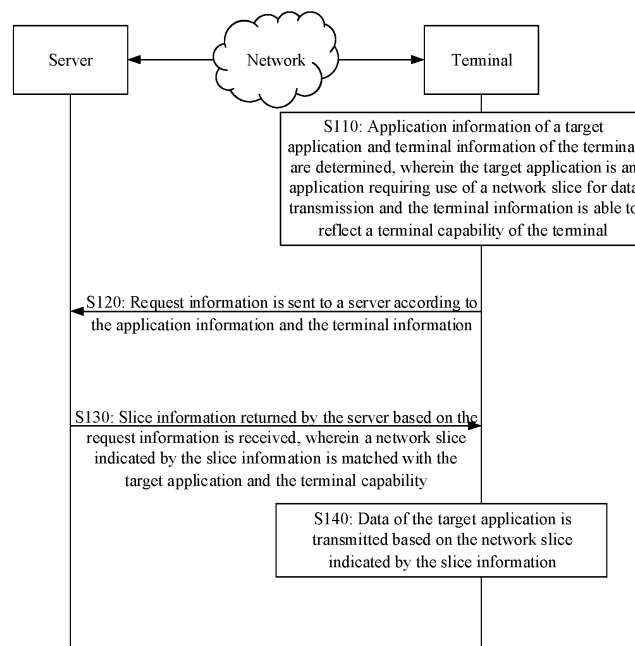 Server
Network
Terminal
S110: Application information of a target
application and terminal information of the termina
are determined, wherein the target application is an
application requiring use of a network slice for data
transmission and the terminal information is able to
reflect a terminal capability of the terminal
S120: Request information is sent to a server according to
the application information and the terminal information
S130: Slice information returned by the server based on the
request information is received, wherein a network slice
indicated by the slice information is matched with the
target application and the terminal capability
S140: Data of the target application is
transmitted based on the network slice
indicated by the slice information